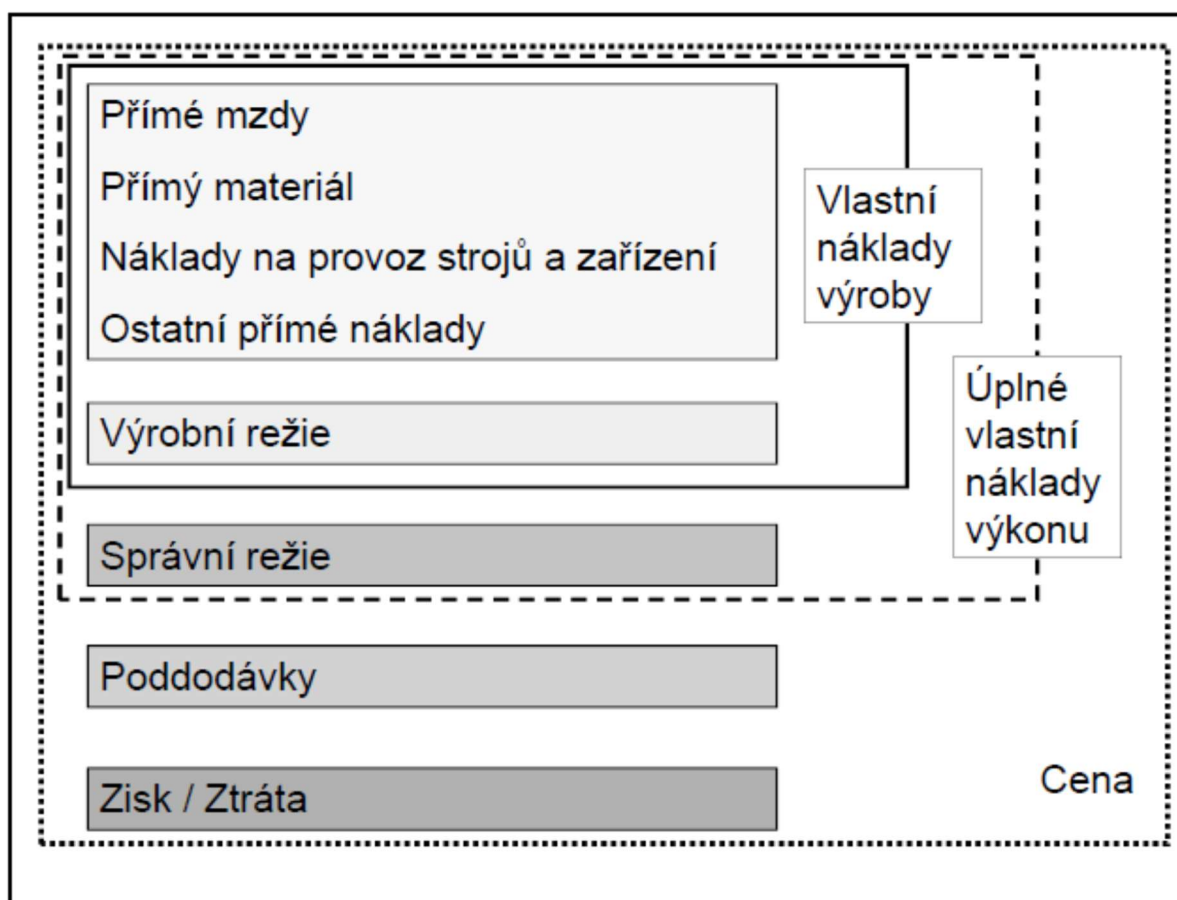 Přímé mzdy
Přímý materiál
Náklady na provoz strojů a zařízení
Ostatní přímé náklady
Výrobní režie
Vlastní
náklady
výroby
Správní režie
Úplné
vlastní
náklady
výkonu
Poddodávky
Zisk / Ztráta
Cena